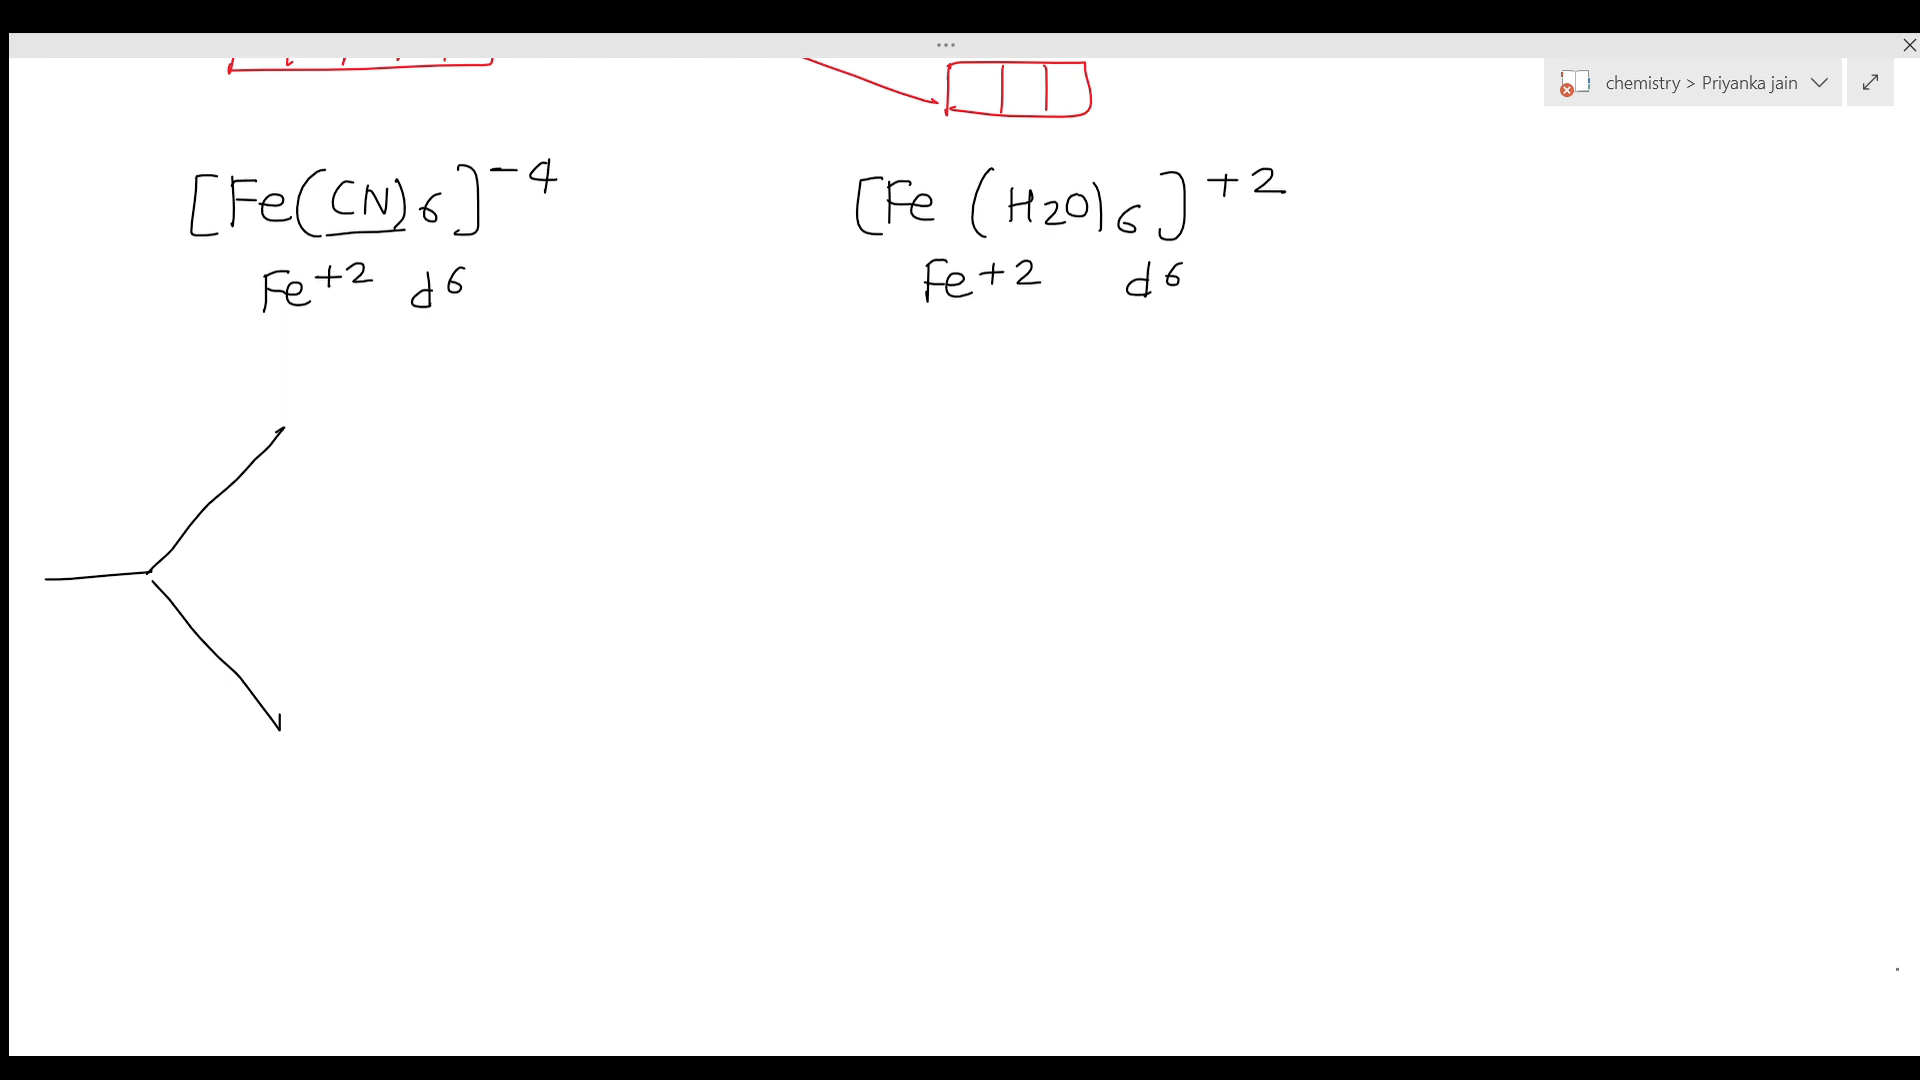 chemistry > Priyanka jain
[Fe(CN)6]⁻⁴
[Fe (H2O)6]⁺²
Fe⁺² d⁶
Fe⁺² d⁶